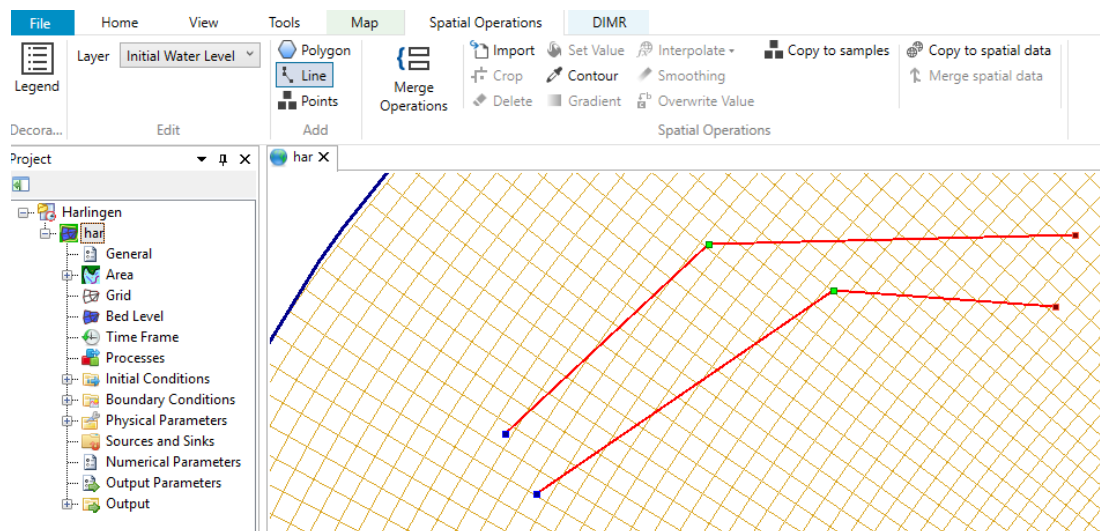 File Home View Tools Map Spatial Operations DIMR
Legend
Layer Initial Water Level
Polygon
Line
Points
Merge
Operations
Import Set Value Interpolate Copy to samples
Crop Contour Smoothing
Delete Gradient Overwrite Value
Copy to spatial data
Merge spatial data
Decora... Edit Add Spatial Operations
Project
har
Harlingen
har
General
Area
Grid
Bed Level
Time Frame
Processes
Initial Conditions
Boundary Conditions
Physical Parameters
Sources and Sinks
Numerical Parameters
Output Parameters
Output